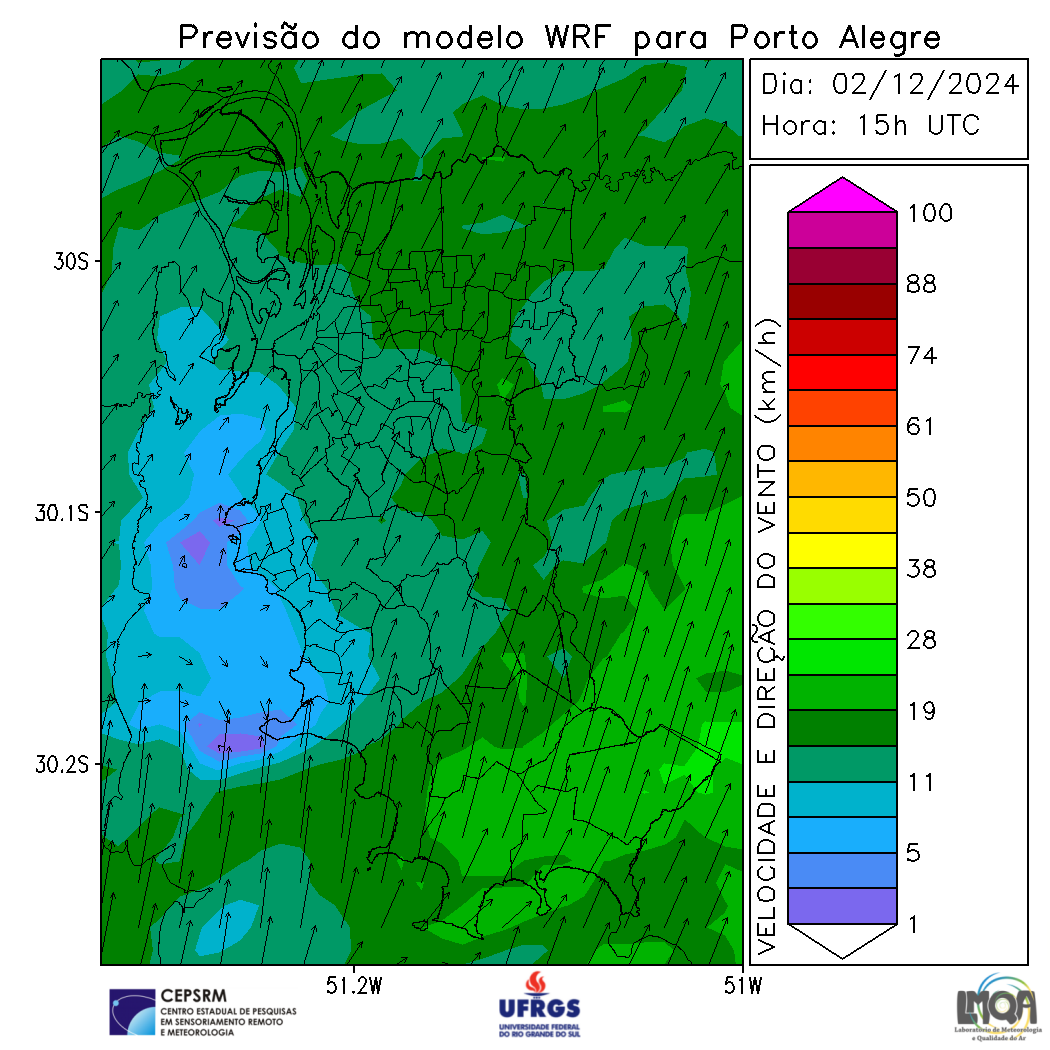 Previsão do modelo WRF para Porto Alegre
Dia: 02/12/2024
Hora: 15h UTC
30S
30.1S
30.2S
51.2W
51W
VELOCIDADE E DIREÇÃO DO VENTO (km/h)
100
88
74
61
50
38
28
19
11
5
1
CEPSRM
CENTRO ESTADUAL DE PESQUISAS
EM SENSORIAMENTO REMOTO
E METEOROLOGIA
UFRGS
UNIVERSIDADE FEDERAL
DO RIO GRANDE DO SUL
LMQA
Laboratório de Meteorologia
e Qualidade do Ar